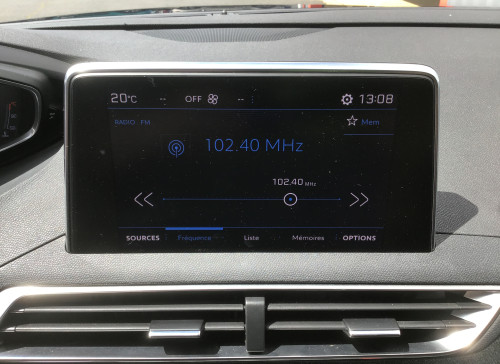 20°C -- OFF -- 13:08
RADIO FM
Mem
102.40 MHz
102.40 MHz
SOURCES Fréquence Liste Mémoires OPTIONS